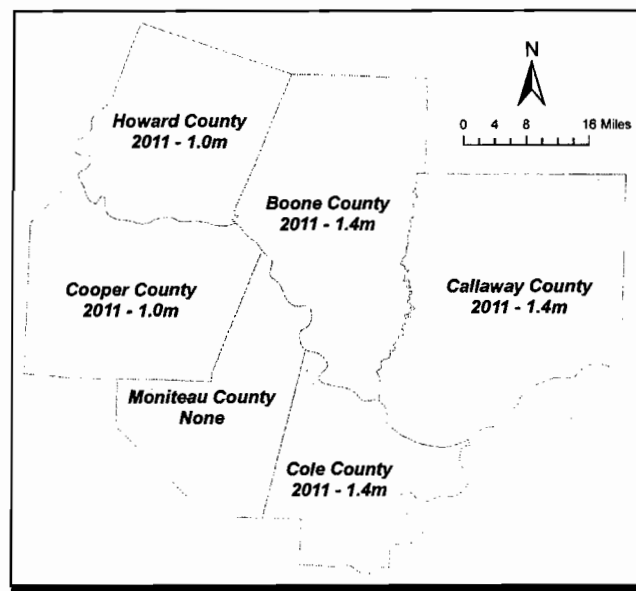 N
0 4 8 16 Miles
Howard County
2011 - 1.0m
Boone County
2011 - 1.4m
Callaway County
2011 - 1.4m
Cooper County
2011 - 1.0m
Moniteau County
None
Cole County
2011 - 1.4m